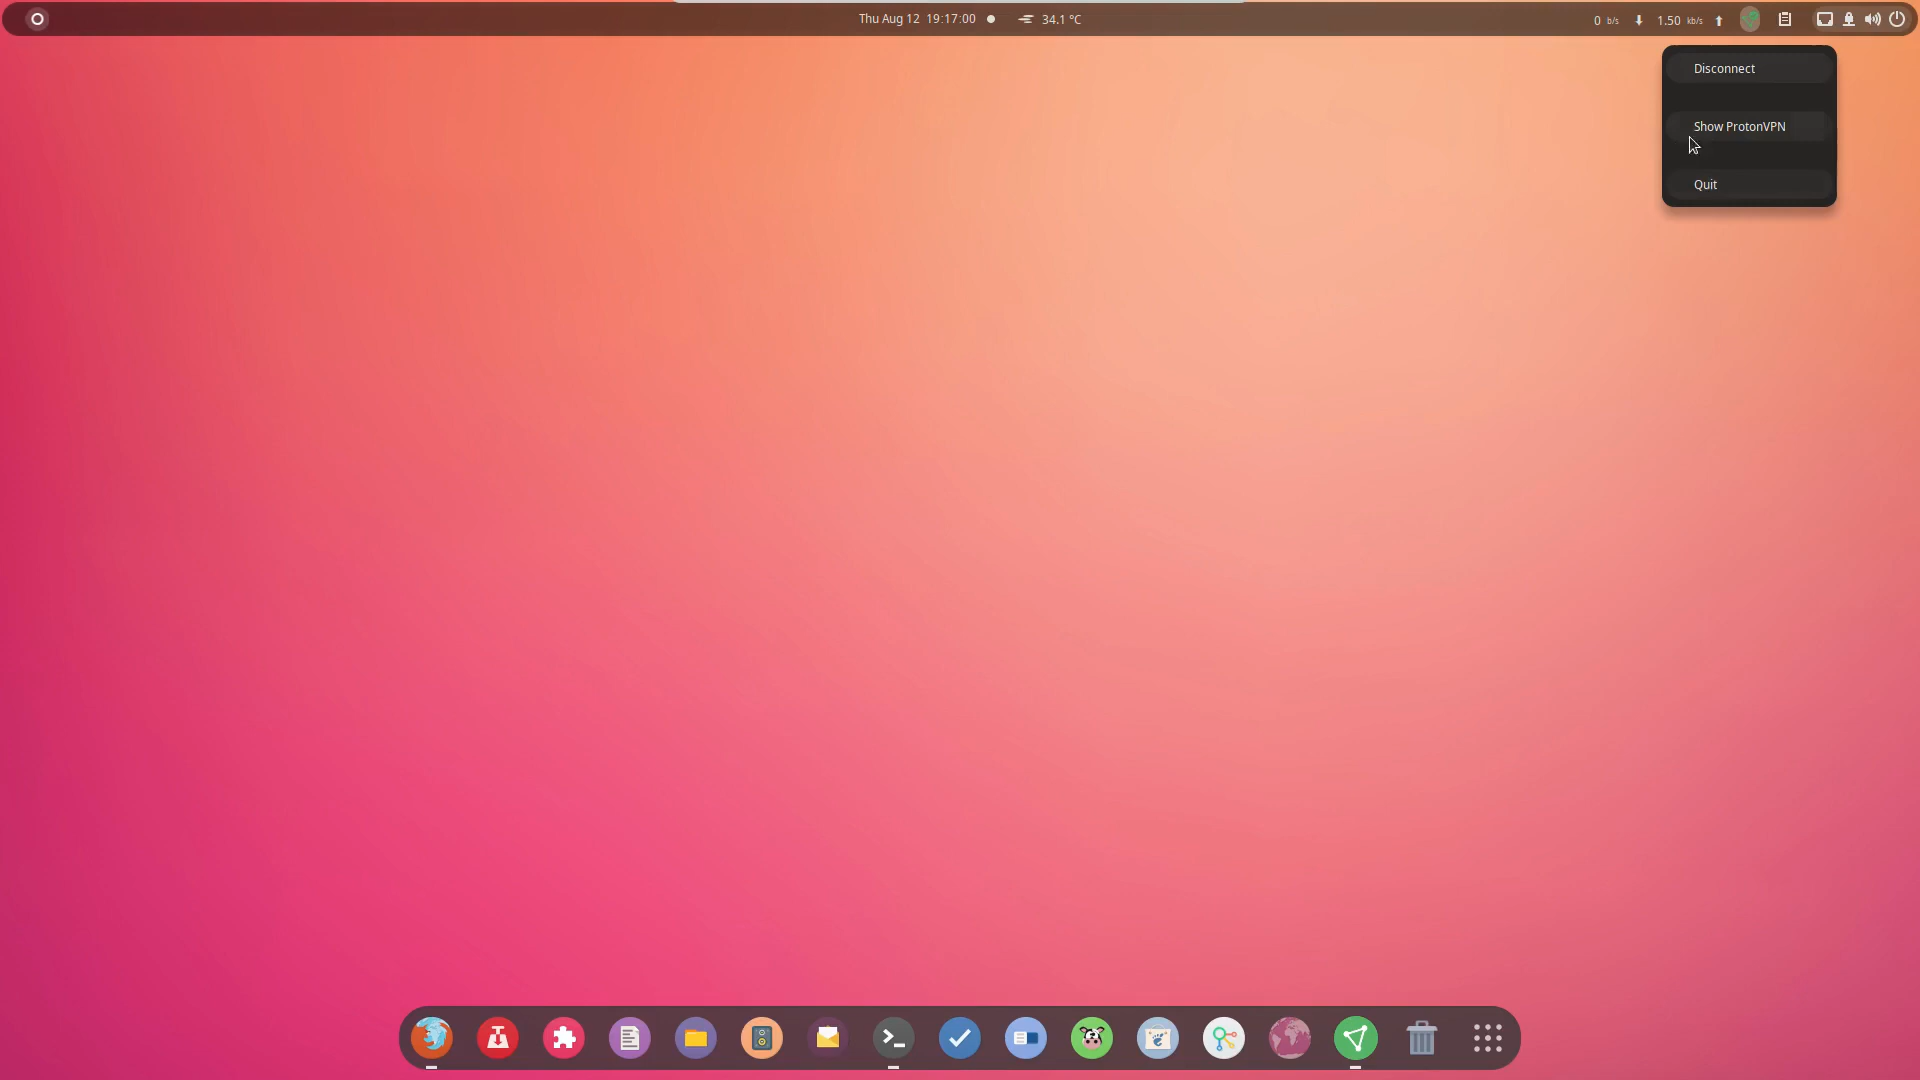 Thu Aug 12 19:17:00
34.1 °C
0 b/s
1.50 kb/s
Disconnect
Show ProtonVPN
Quit